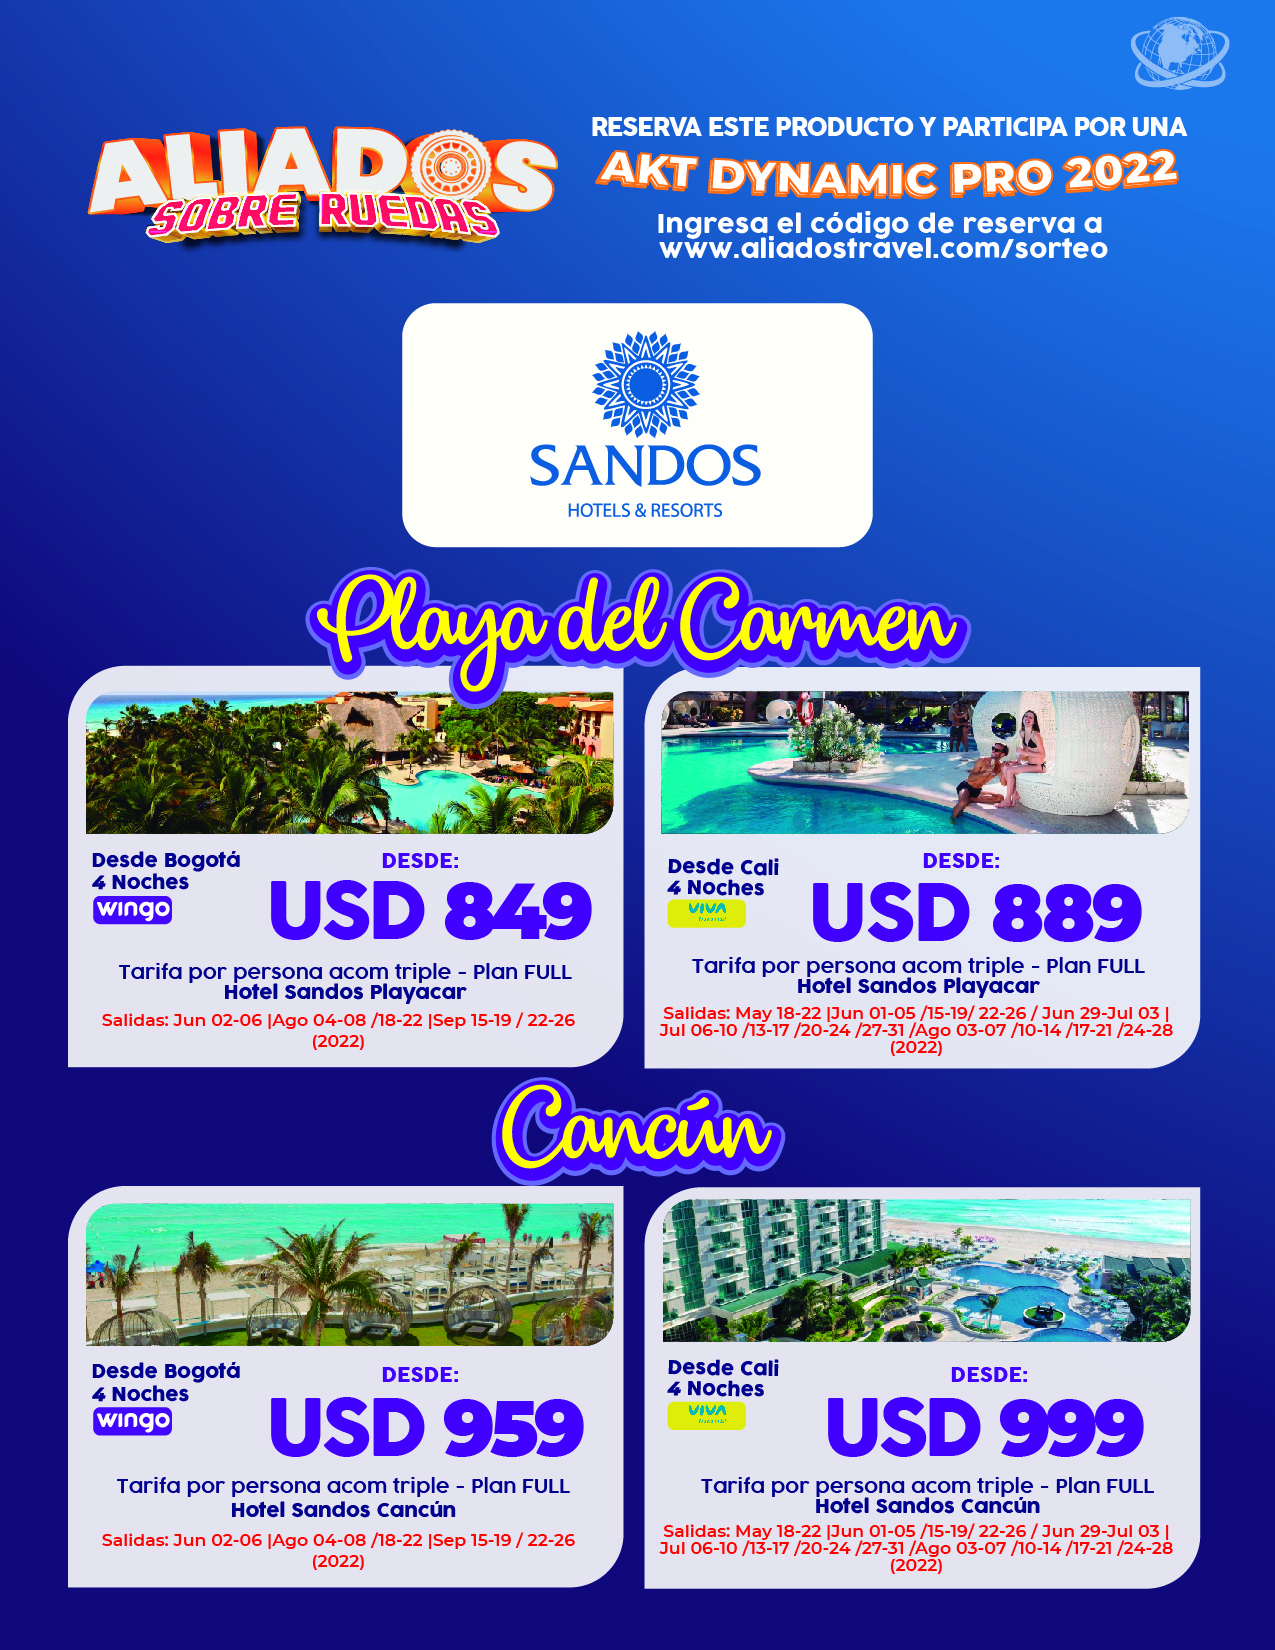 ALIADOS
SOBRE RUEDAS
RESERVA ESTE PRODUCTO Y PARTICIPA POR UNA
AKT DYNAMIC PRO 2022
Ingresa el código de reserva a
www.aliadostravel.com/sorteo
SANDOS
HOTELS & RESORTS
Playa del Carmen
Desde Bogotá
4 Noches
wingo
DESDE:
USD 849
Tarifa por persona acom triple - Plan FULL
Hotel Sandos Playacar
Salidas: Jun 02-06 |Ago 04-08 /18-22 |Sep 15-19 / 22-26
(2022)
Desde Cali
4 Noches
VIVA
DESDE:
USD 889
Tarifa por persona acom triple - Plan FULL
Hotel Sandos Playacar
Salidas: May 18-22 |Jun 01-05 /15-19/ 22-26 / Jun 29-Jul 03 |
Jul 06-10 /13-17 /20-24 /27-31 /Ago 03-07 /10-14 /17-21 /24-28
(2022)
Cancún
Desde Bogotá
4 Noches
wingo
DESDE:
USD 959
Tarifa por persona acom triple - Plan FULL
Hotel Sandos Cancún
Salidas: Jun 02-06 |Ago 04-08 /18-22 |Sep 15-19 / 22-26
(2022)
Desde Cali
4 Noches
VIVA
DESDE:
USD 999
Tarifa por persona acom triple - Plan FULL
Hotel Sandos Cancún
Salidas: May 18-22 |Jun 01-05 /15-19/ 22-26 / Jun 29-Jul 03 |
Jul 06-10 /13-17 /20-24 /27-31 /Ago 03-07 /10-14 /17-21 /24-28
(2022)